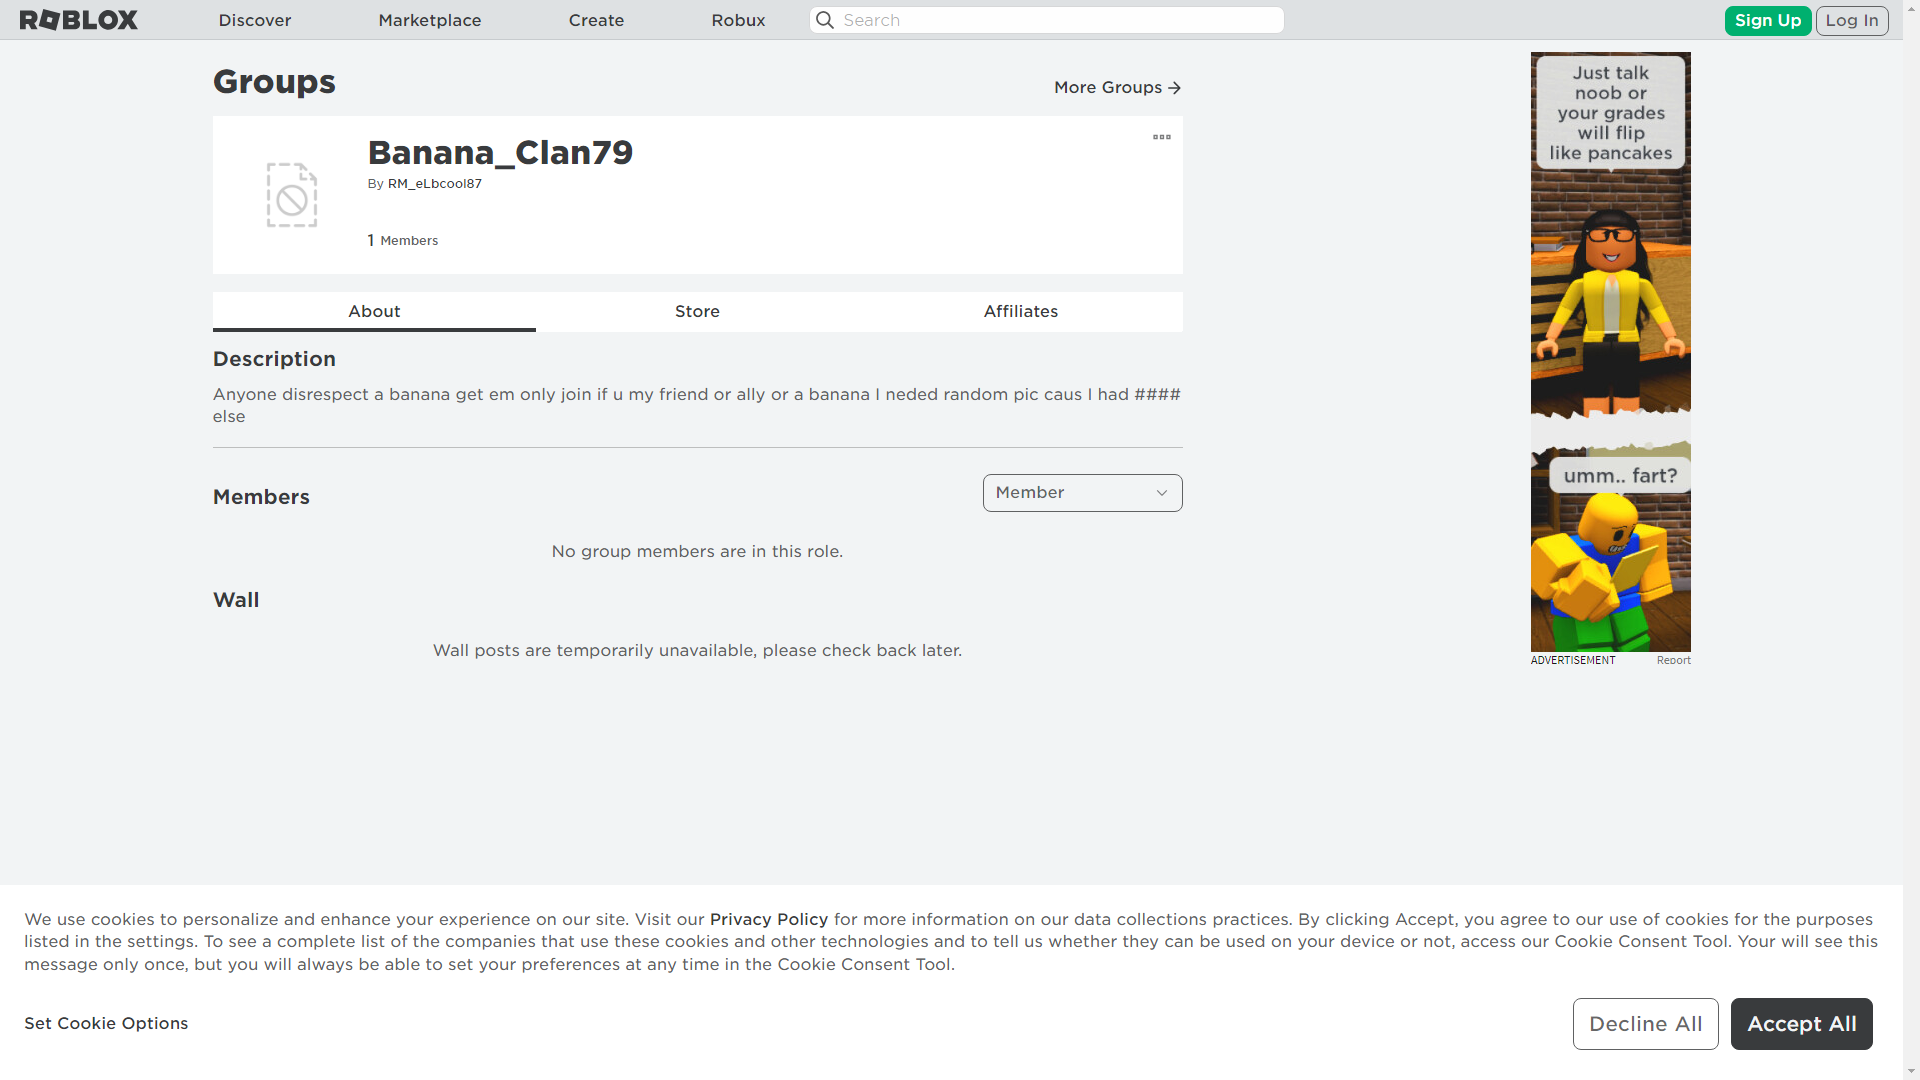 ROBLOX
Discover
Marketplace
Create
Robux
Search
Sign Up
Log In
Groups
More Groups
Banana_Clan79
By RM_eLbcool87
1 Members
About
Store
Affiliates
Description
Anyone disrespect a banana get em only join if u my friend or ally or a banana I neded random pic caus I had ####
else
Members
Member
No group members are in this role.
Wall
Wall posts are temporarily unavailable, please check back later.
Just talk
noob or
your grades
will flip
like pancakes
umm.. fart?
ADVERTISEMENT
Report
We use cookies to personalize and enhance your experience on our site. Visit our Privacy Policy for more information on our data collections practices. By clicking Accept, you agree to our use of cookies for the purposes
listed in the settings. To see a complete list of the companies that use these cookies and other technologies and to tell us whether they can be used on your device or not, access our Cookie Consent Tool. Your will see this
message only once, but you will always be able to set your preferences at any time in the Cookie Consent Tool.
Set Cookie Options
Decline All
Accept All